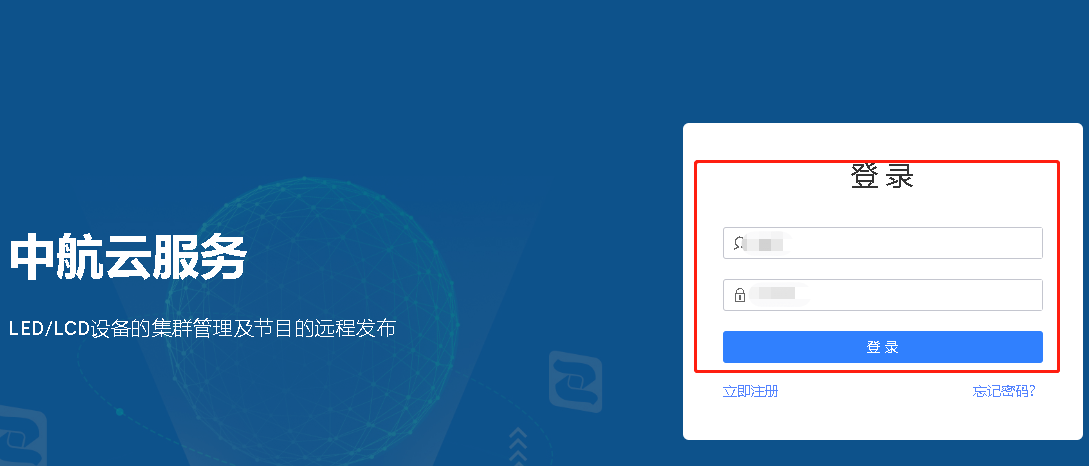 登 录
中航云服务
LED/LCD设备的集群管理及节目的远程发布
登 录
立即注册
忘记密码?